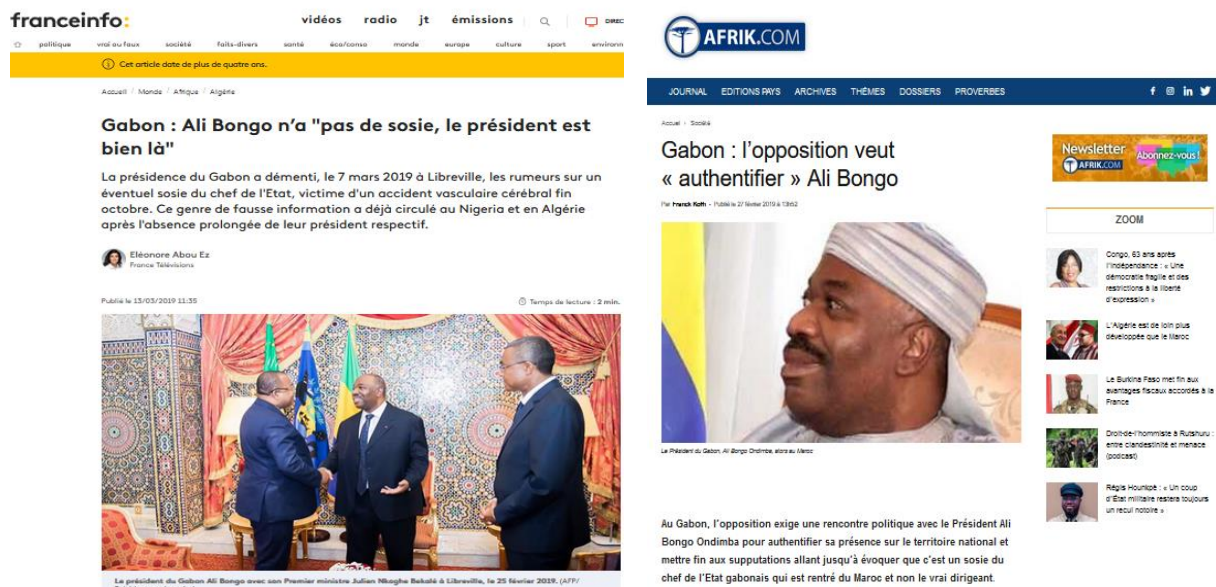 franceinfo:
vidéos radio jt émissions DIREC
politique vrai ou faux société faits-divers santé éco/conso monde europe culture sport environn
Cet article date de plus de quatre ans.
Accueil / Monde / Afrique / Algérie
Gabon : Ali Bongo n'a "pas de sosie, le président est
bien là"
La présidence du Gabon a démenti, le 7 mars 2019 à Libreville, les rumeurs sur un
éventuel sosie du chef de l'Etat, victime d'un accident vasculaire cérébral fin
octobre. Ce genre de fausse information a déjà circulé au Nigeria et en Algérie
après l'absence prolongée de leur président respectif.
Eléonore Abou Ez
France Télévisions
Publié le 13/03/2019 11:35
Temps de lecture : 2 min.
Le président du Gabon Ali Bongo avec son Premier ministre Julien Nkoghe Bekalé à Libreville, le 25 février 2019. (AFP/
AFRIK.COM
JOURNAL EDITIONS PAYS ARCHIVES THÈMES DOSSIERS PROVERBES
Accueil › Société
Gabon : l'opposition veut
« authentifier » Ali Bongo
Par Franck Koth - Publié le 27 février 2019 à 13h52
Le Président du Gabon, Ali Bongo Ondimba, alors au Maroc
Au Gabon, l'opposition exige une rencontre politique avec le Président Ali
Bongo Ondimba pour authentifier sa présence sur le territoire national et
mettre fin aux supputations allant jusqu'à évoquer que c'est un sosie du
chef de l'Etat gabonais qui est rentré du Maroc et non le vrai dirigeant.
Newsletter
AFRIK.COM
Abonnez-vous!
ZOOM
Congo, 63 ans après
l'indépendance : « Une
démocratie fragile et des
restrictions à la liberté
d'expression »
L'Algérie est de loin plus
développée que le Maroc
Le Burkina Faso met fin aux
avantages fiscaux accordés à la
France
Droit-de-l'hommiste à Rutshuru :
entre clandestinité et menace
(podcast)
Régis Hounkpè : « Un coup
d'État militaire restera toujours
un recul notoire »